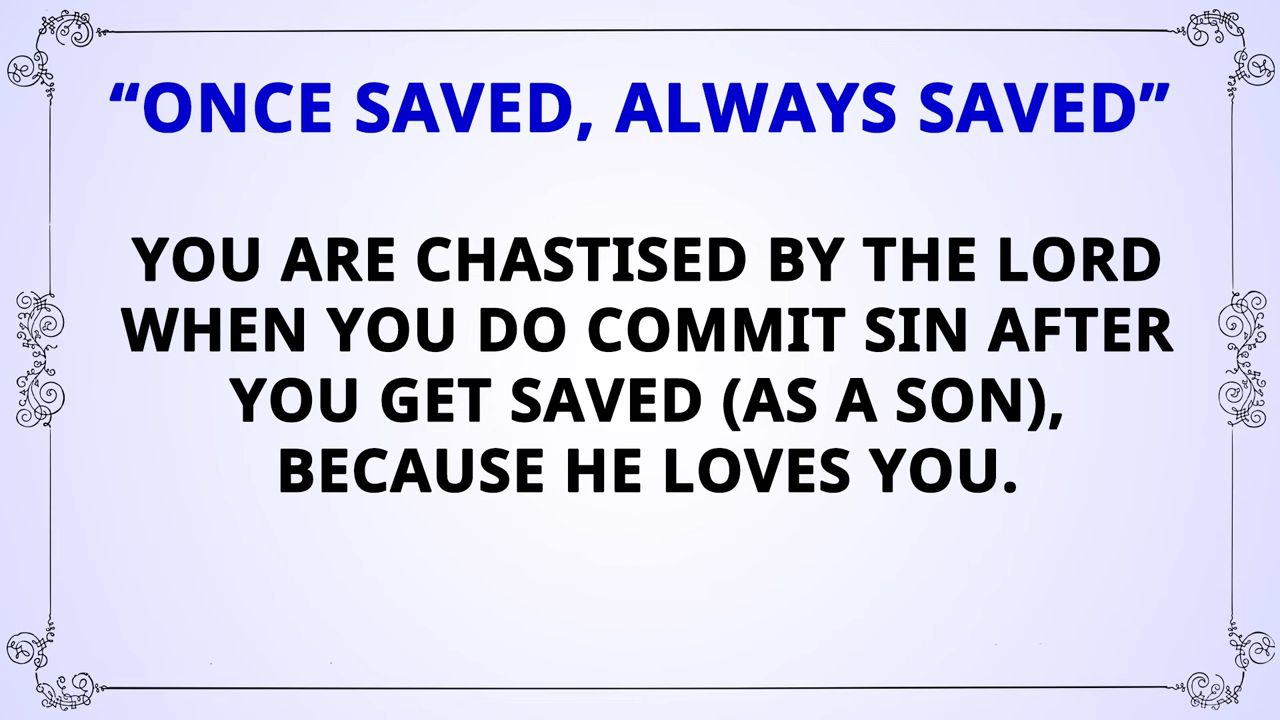 “ONCE SAVED, ALWAYS SAVED”
YOU ARE CHASTISED BY THE LORD
WHEN YOU DO COMMIT SIN AFTER
YOU GET SAVED (AS A SON),
BECAUSE HE LOVES YOU.